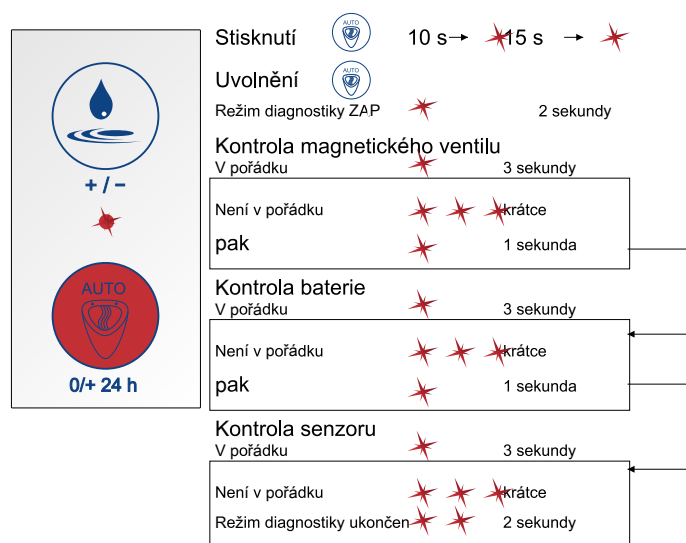 + / −
AUTO
0/+ 24 h
Stisknutí AUTO 10 s 15 s
Uvolnění AUTO
Režim diagnostiky ZAP 2 sekundy
Kontrola magnetického ventilu
V pořádku 3 sekundy
Není v pořádku krátce
pak 1 sekunda
Kontrola baterie
V pořádku 3 sekundy
Není v pořádku krátce
pak 1 sekunda
Kontrola senzoru
V pořádku 3 sekundy
Není v pořádku krátce
Režim diagnostiky ukončen 2 sekundy